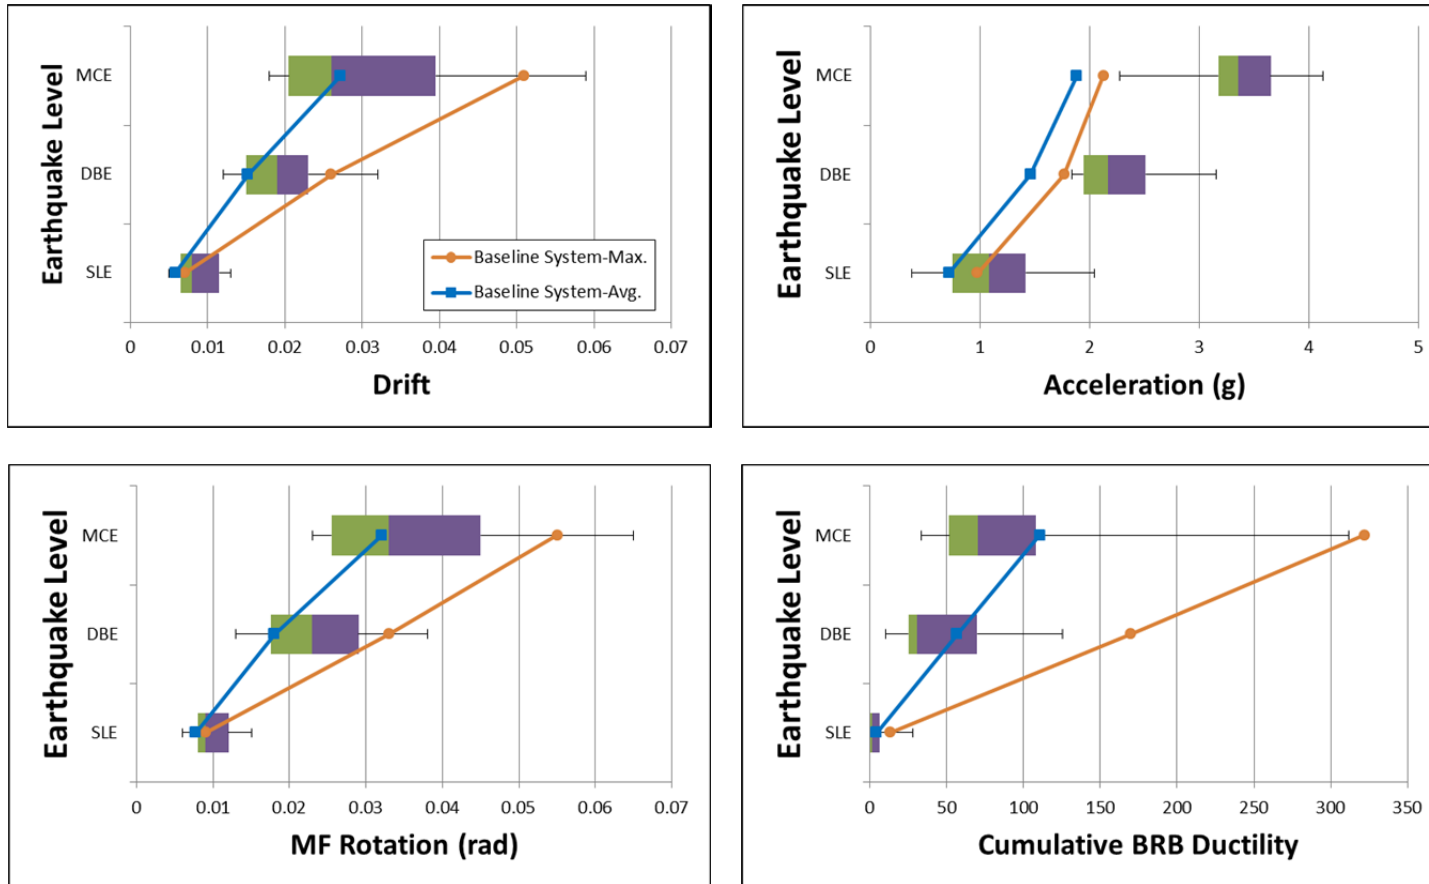 Earthquake Level
MCE
DBE
SLE
Baseline System-Max.
Baseline System-Avg.
0 0.01 0.02 0.03 0.04 0.05 0.06 0.07
Drift
Earthquake Level
MCE
DBE
SLE
0 1 2 3 4 5
Acceleration (g)
Earthquake Level
MCE
DBE
SLE
0 0.01 0.02 0.03 0.04 0.05 0.06 0.07
MF Rotation (rad)
Earthquake Level
MCE
DBE
SLE
0 50 100 150 200 250 300 350
Cumulative BRB Ductility